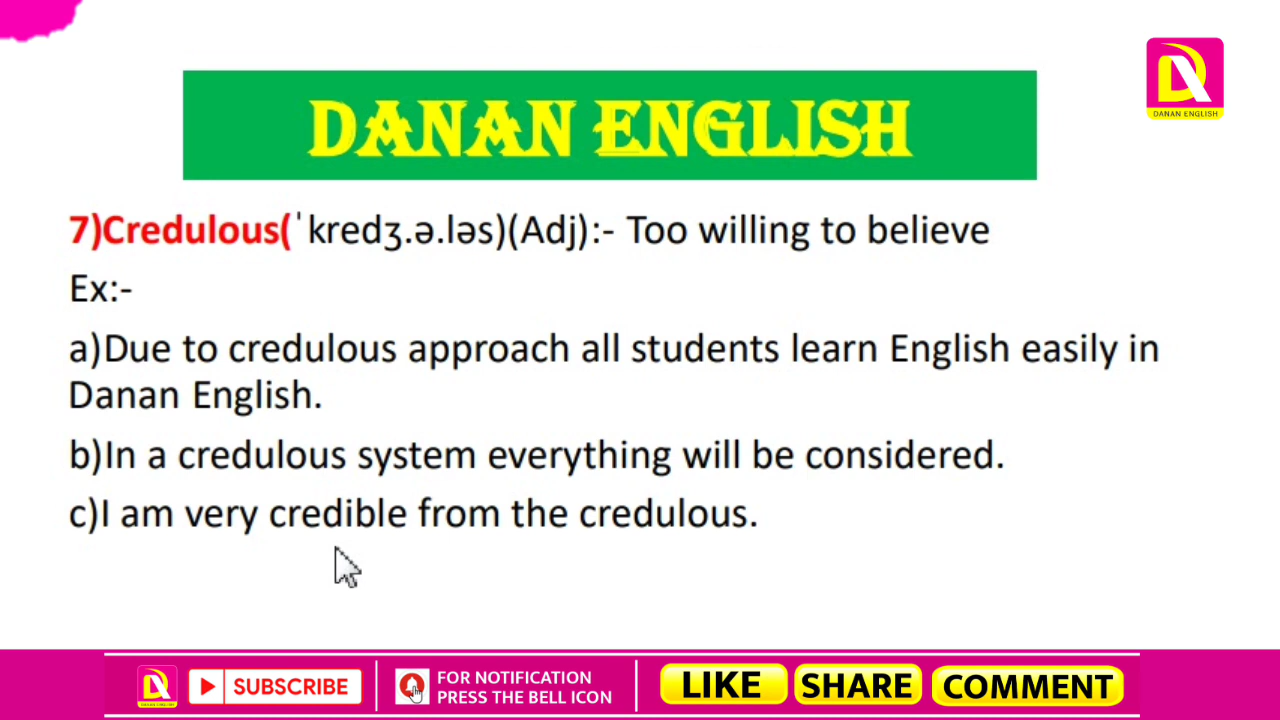 DANAN ENGLISH
DANAN ENGLISH
7)Credulous(ˈkredʒ.ə.ləs)(Adj):- Too willing to believe
Ex:-
a)Due to credulous approach all students learn English easily in
Danan English.
b)In a credulous system everything will be considered.
c)I am very credible from the credulous.
DANAN ENGLISH
SUBSCRIBE
FOR NOTIFICATION
PRESS THE BELL ICON
LIKE
SHARE
COMMENT